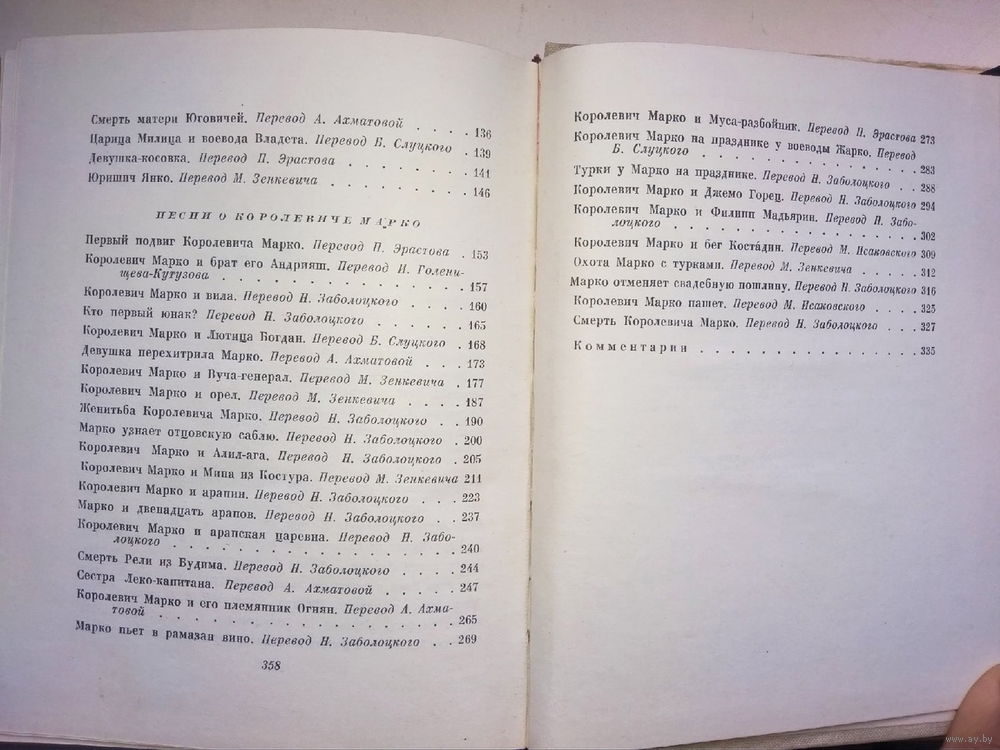 Смерть матери Юговичей. Перевод А. Ахматовой . . . . 136
Царица Милица и воевода Владета. Перевод Б. Слуцкого . 139
Девушка-косовка. Перевод П. Эрастова . . . . . . . 141
Юришич Янко. Перевод М. Зенкевича . . . . . . . . 146
ПЕСНИ О КОРОЛЕВИЧЕ МАРКО
Первый подвиг Королевича Марко. Перевод П. Эрастова . 153
Королевич Марко и брат его Андрияш. Перевод И. Голени-
щева-Кутузова . . . . . . . . . . . . . . . 157
Королевич Марко и вила. Перевод Н. Заболоцкого . . . . 160
Кто первый юнак? Перевод Н. Заболоцкого . . . . . . 165
Королевич Марко и Лютица Богдан. Перевод Б. Слуцкого . 168
Девушка перехитрила Марко. Перевод А. Ахматовой . . . 173
Королевич Марко и Вуча-генерал. Перевод М. Зенкевича . 177
Королевич Марко и орел. Перевод М. Зенкевича . . . . 187
Женитьба Королевича Марко. Перевод Н. Заболоцкого . . 190
Марко узнает отцовскую саблю. Перевод Н. Заболоцкого . 200
Королевич Марко и Алил-ага. Перевод Н. Заболоцкого . 205
Королевич Марко и Мина из Костура. Перевод М. Зенкевича 211
Королевич Марко и арапин. Перевод Н. Заболоцкого . . . 223
Марко и двенадцать арапов. Перевод Н. Заболоцкого . . 237
Королевич Марко и арапская царевна. Перевод Н. Забо-
лоцкого . . . . . . . . . . . . . . . . . 240
Смерть Рели из Будима. Перевод Н. Заболоцкого . . . . 244
Сестра Леко-капитана. Перевод А. Ахматовой . . . . . 247
Королевич Марко и его племянник Огнян. Перевод А. Ахма-
товой . . . . . . . . . . . . . . . . . . 265
Марко пьет в рамазан вино. Перевод Н. Заболоцкого . . 269
358
Королевич Марко и Муса-разбойник. Перевод П. Эрастова 273
Королевич Марко на празднике у воеводы Жарко. Перевод
Б. Слуцкого . . . . . . . . . . . . . . . 283
Турки у Марко на празднике. Перевод Н. Заболоцкого . . 288
Королевич Марко и Джемо Горец. Перевод Н. Заболоцкого 294
Королевич Марко и Филипп Мадьярин. Перевод Н. Забо-
лоцкого . . . . . . . . . . . . . . . . . 302
Королевич Марко и бег Костадин. Перевод М. Исаковского 309
Охота Марко с турками. Перевод М. Зенкевича . . . . 312
Марко отменяет свадебную пошлину. Перевод Н. Заболоцкого 316
Королевич Марко пашет. Перевод М. Исаковского . . . . 325
Смерть Королевича Марко. Перевод Н. Заболоцкого . . . 327
Комментарии . . . . . . . . . . . . . . . 335
www.ay.by